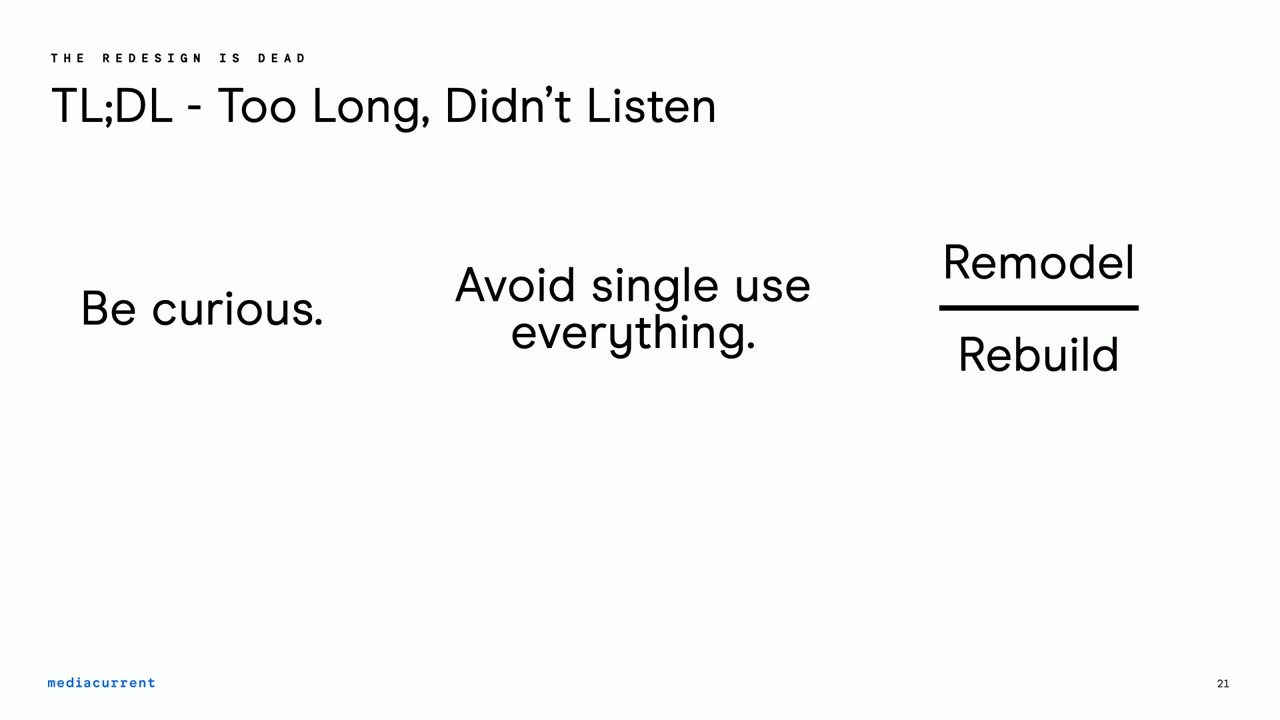 THE REDESIGN IS DEAD
TL;DL - Too Long, Didn’t Listen
Be curious.
Avoid single use
everything.
Remodel
Rebuild
mediacurrent
21